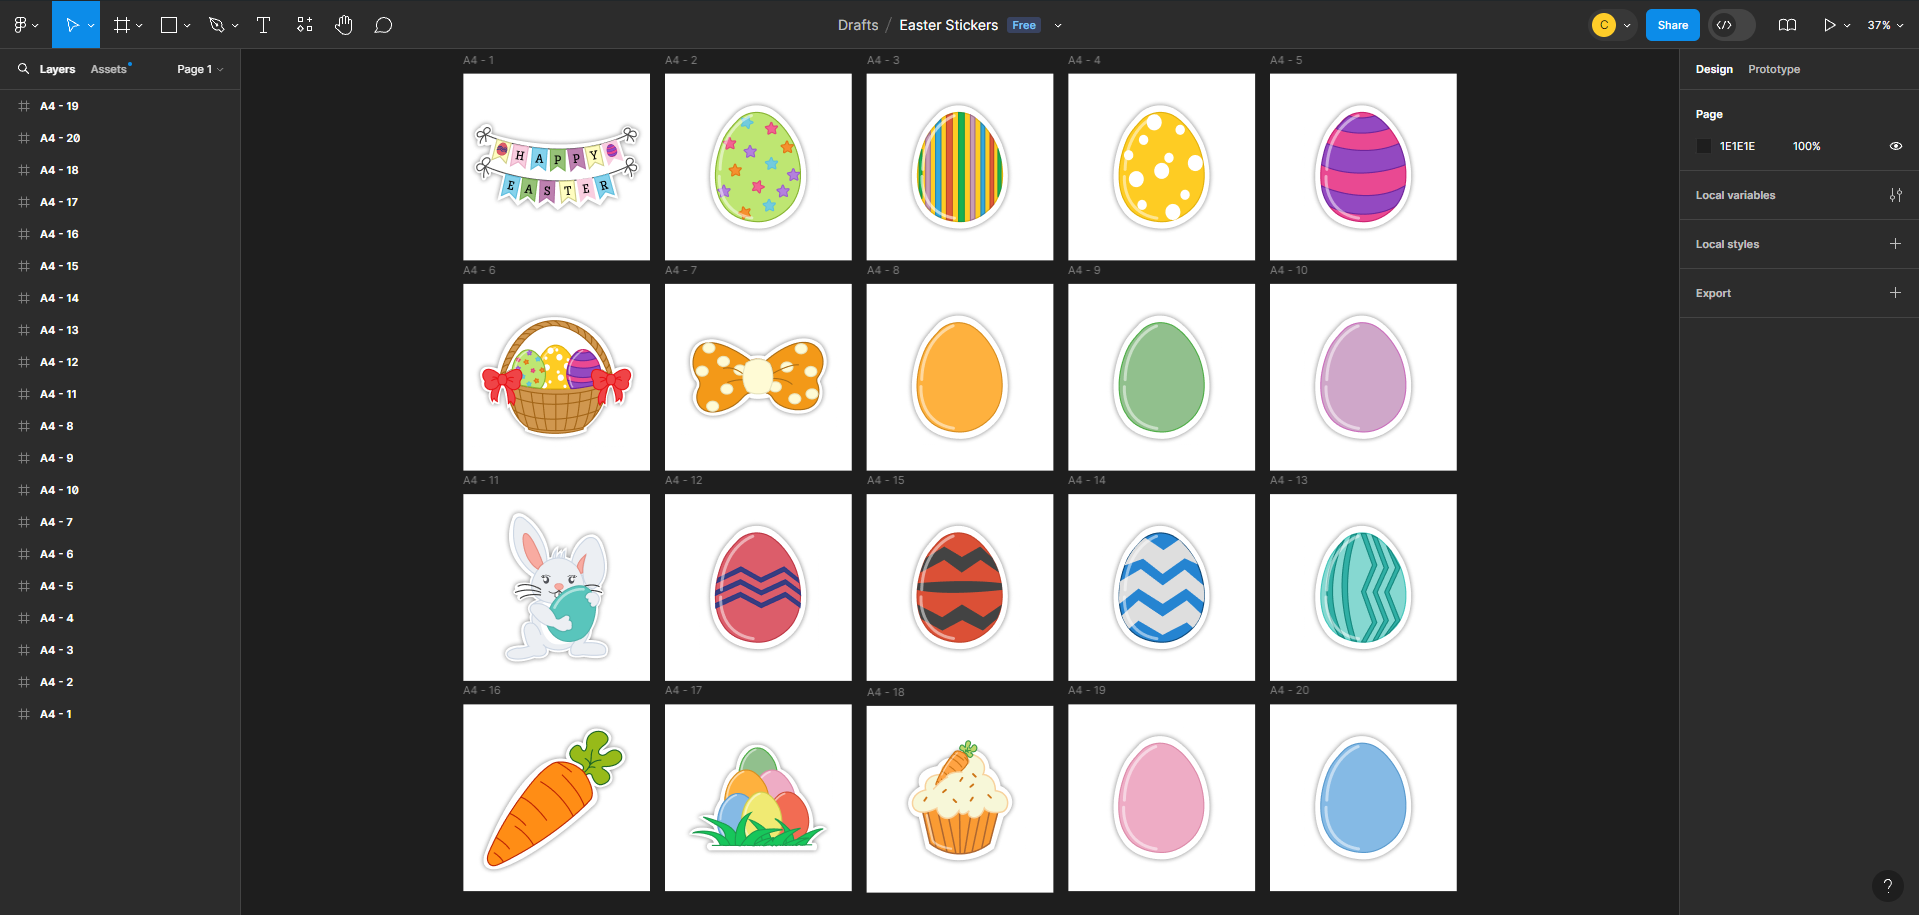 Drafts / Easter Stickers Free
C
Share
37%
Layers Assets Page 1
A4 - 19
A4 - 20
A4 - 18
A4 - 17
A4 - 16
A4 - 15
A4 - 14
A4 - 13
A4 - 12
A4 - 11
A4 - 8
A4 - 9
A4 - 10
A4 - 7
A4 - 6
A4 - 5
A4 - 4
A4 - 3
A4 - 2
A4 - 1
A4 - 1 A4 - 2 A4 - 3 A4 - 4 A4 - 5
HAPPY
EASTER
A4 - 6 A4 - 7 A4 - 8 A4 - 9 A4 - 10
A4 - 11 A4 - 12 A4 - 15 A4 - 14 A4 - 13
A4 - 16 A4 - 17 A4 - 18 A4 - 19 A4 - 20
Design Prototype
Page
1E1E1E 100%
Local variables
Local styles
Export
?